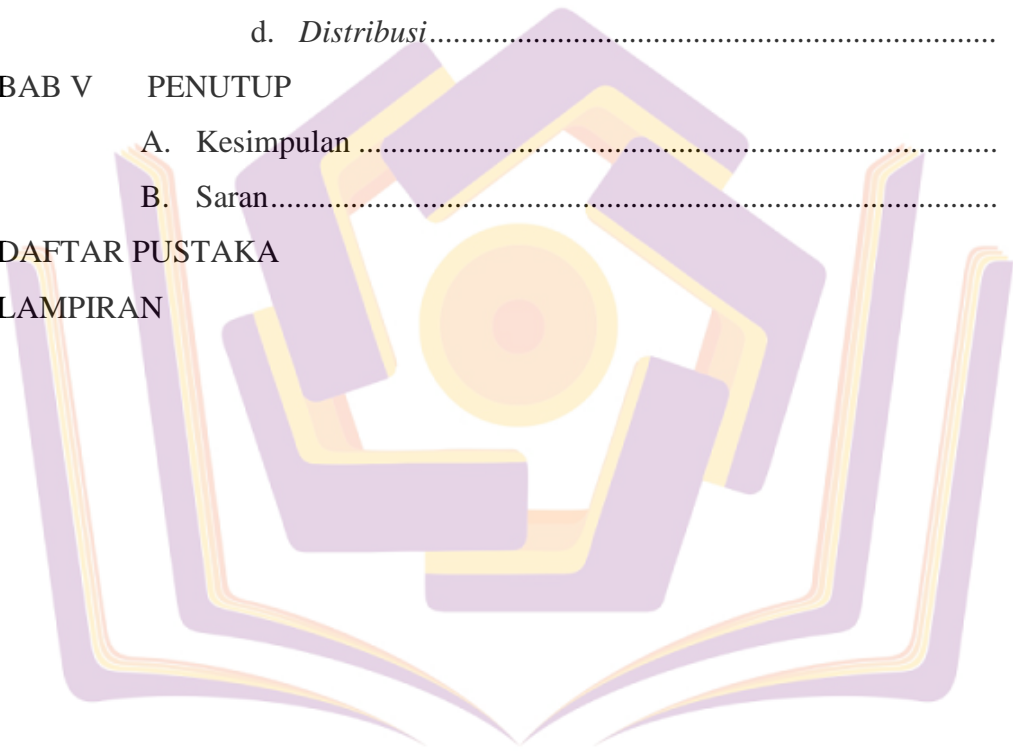 d. Distribusi......................................................................
BAB V PENUTUP
A. Kesimpulan ...............................................................................
B. Saran..........................................................................................
DAFTAR PUSTAKA
LAMPIRAN